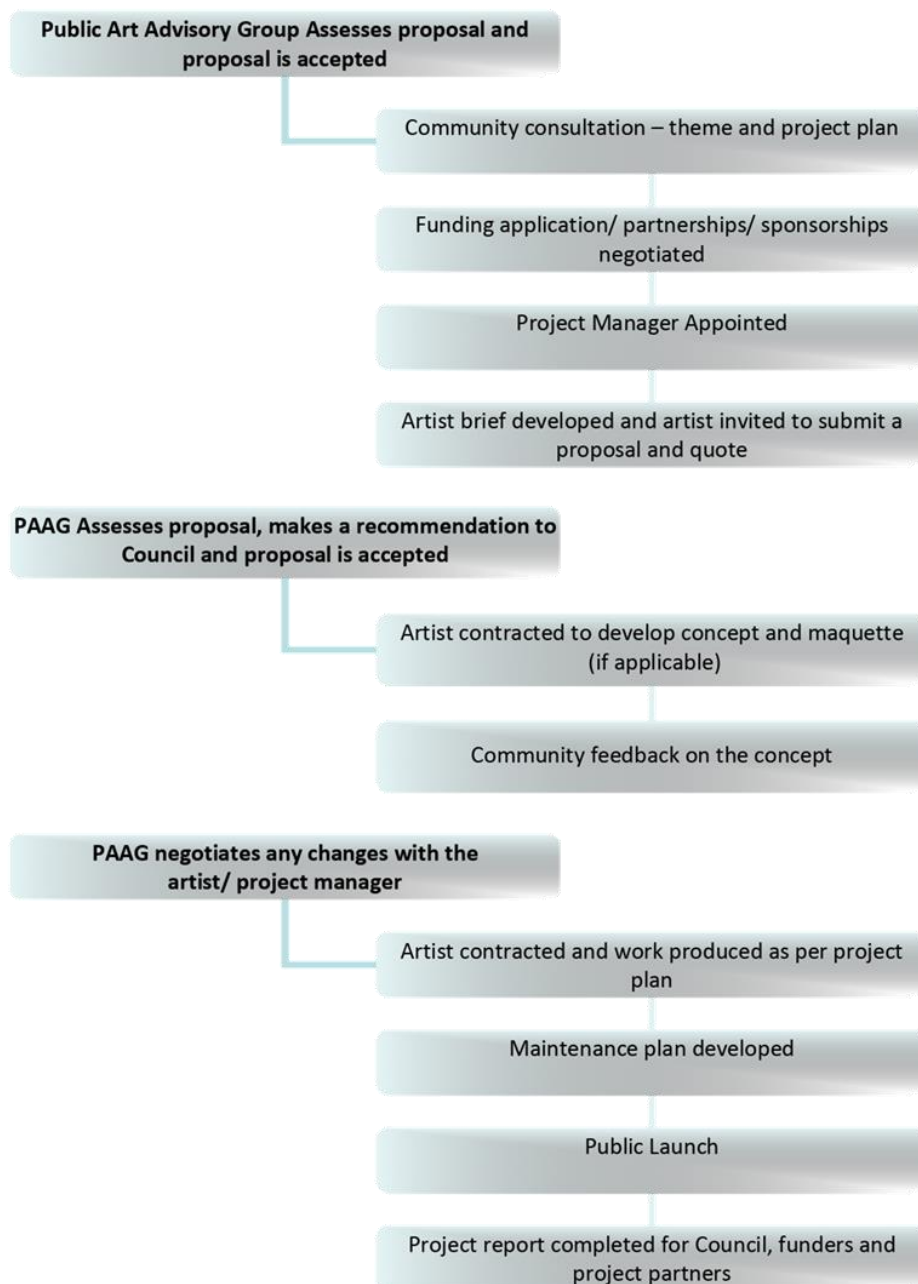 Public Art Advisory Group Assesses proposal and
proposal is accepted
Community consultation – theme and project plan
Funding application/ partnerships/ sponsorships
negotiated
Project Manager Appointed
Artist brief developed and artist invited to submit a
proposal and quote
PAAG Assesses proposal, makes a recommendation to
Council and proposal is accepted
Artist contracted to develop concept and maquette
(if applicable)
Community feedback on the concept
PAAG negotiates any changes with the
artist/ project manager
Artist contracted and work produced as per project
plan
Maintenance plan developed
Public Launch
Project report completed for Council, funders and
project partners